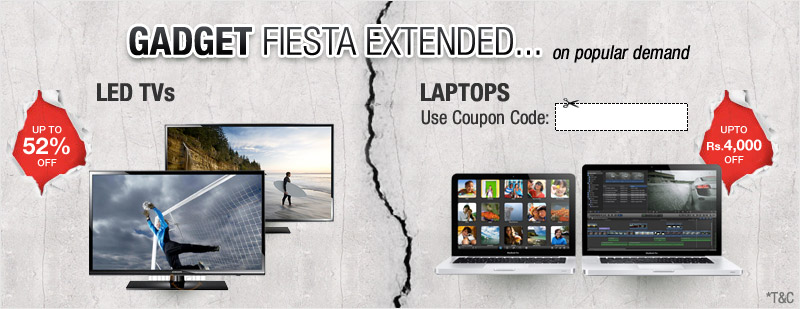 GADGET FIESTA EXTENDED... on popular demand
LED TVs
UP TO
52%
OFF
LAPTOPS
Use Coupon Code:
UPTO
Rs.4,000
OFF
*T&C